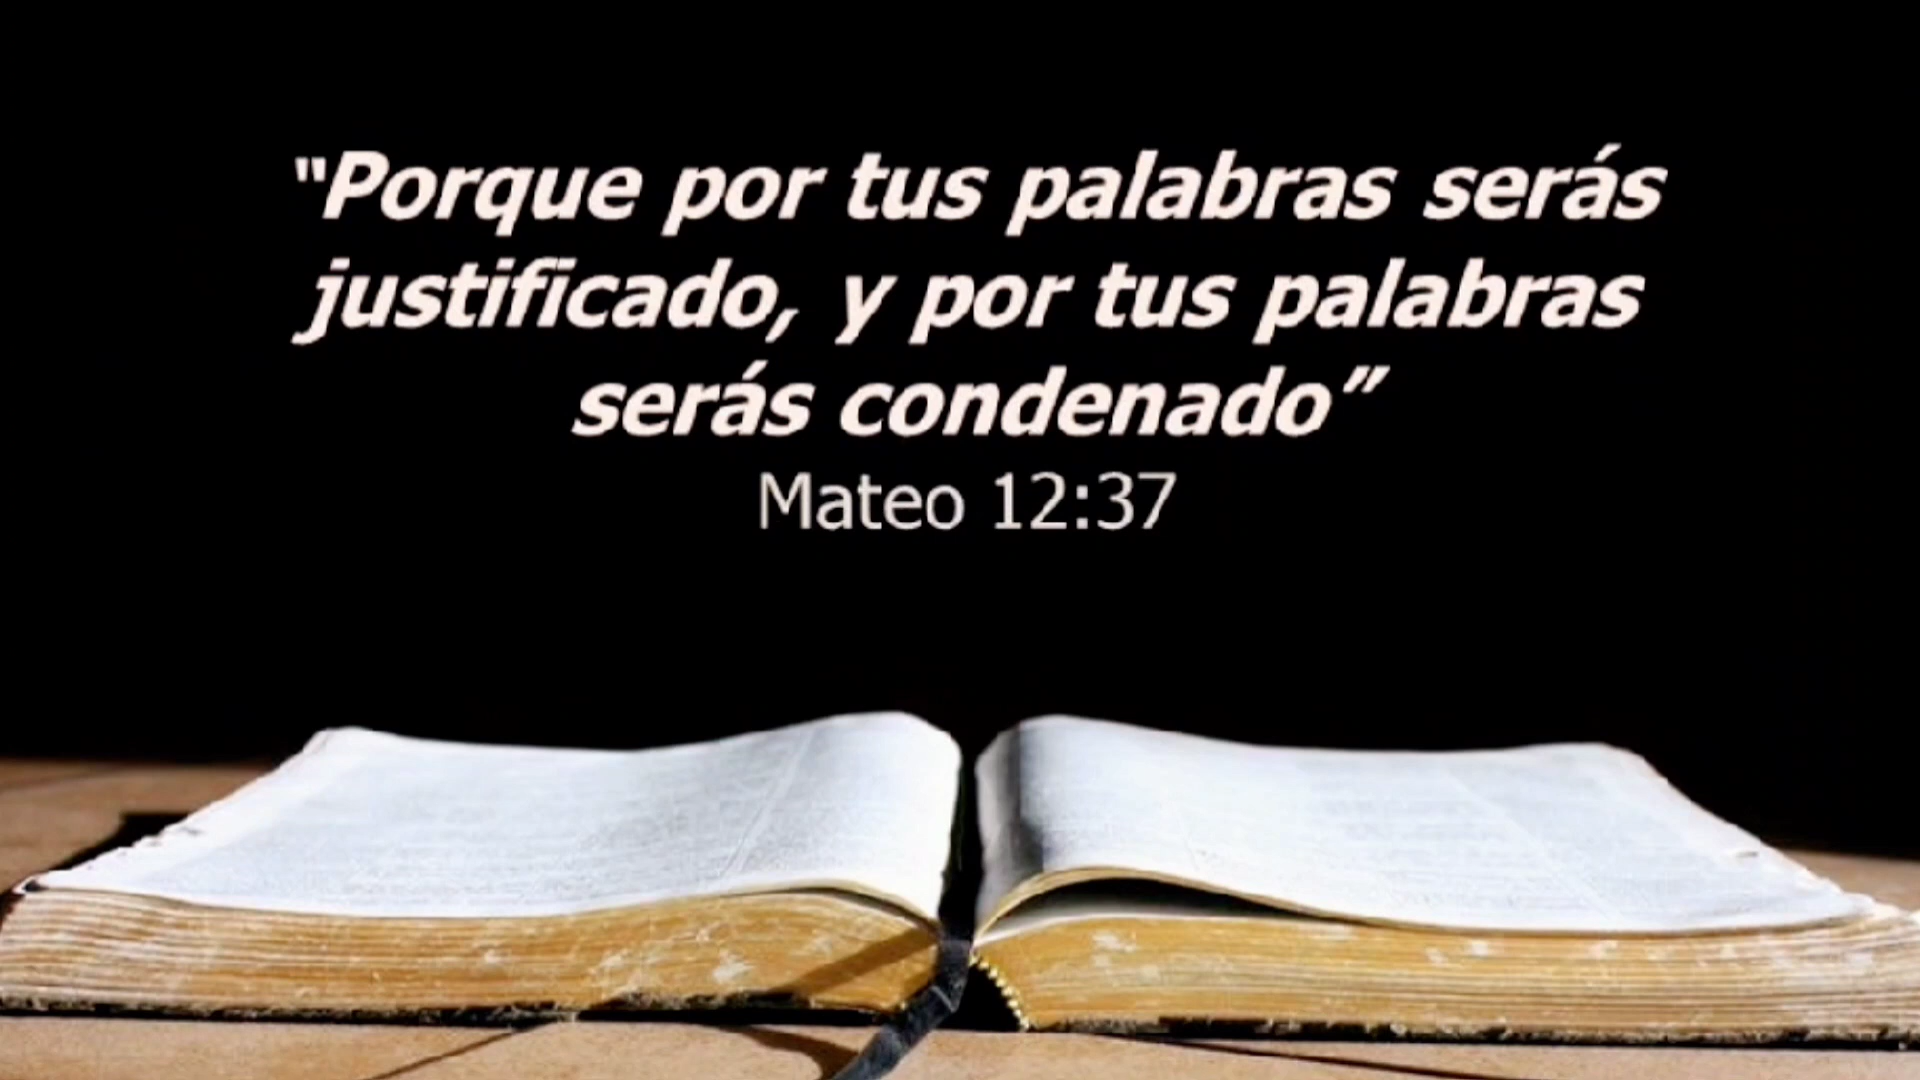 "Porque por tus palabras serás
justificado, y por tus palabras
serás condenado”
Mateo 12:37